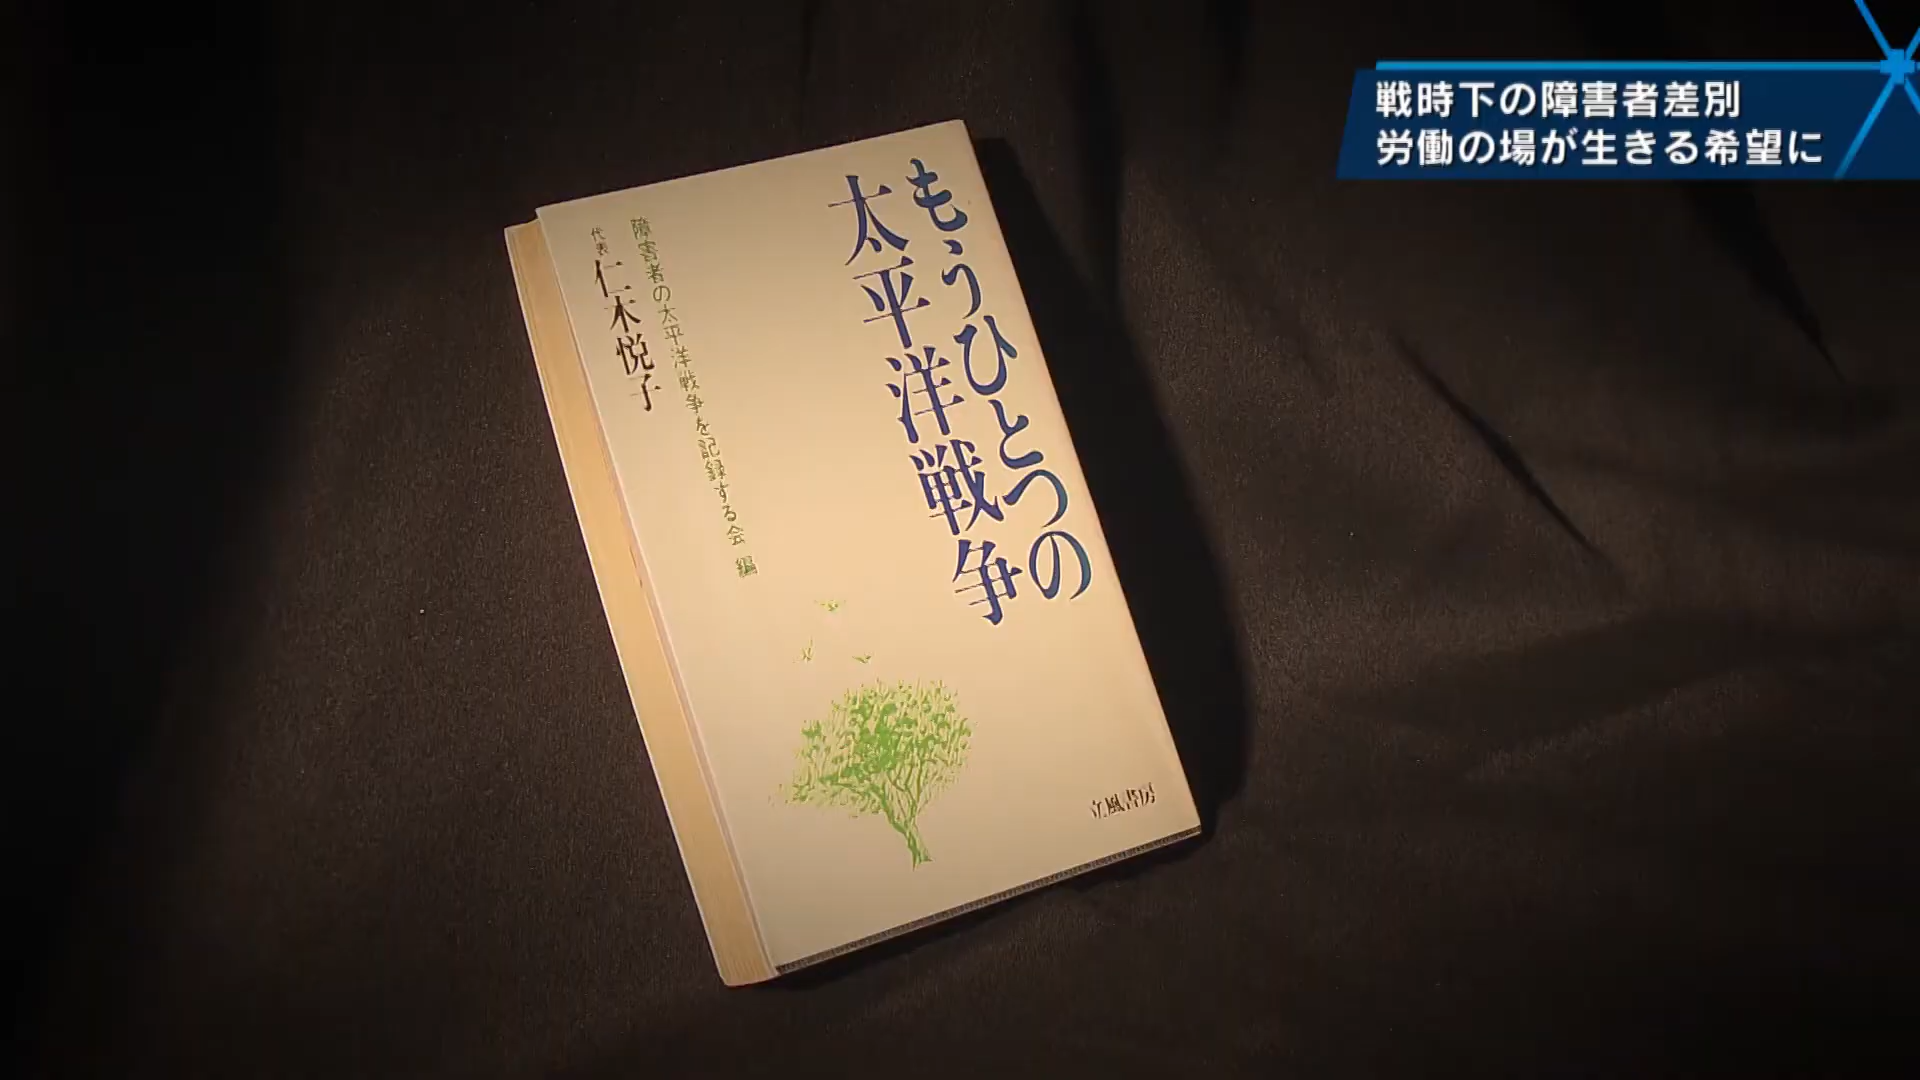 戦時下の障害者差別
労働の場が生きる希望に
もうひとつの
太平洋戦争
障害者の太平洋戦争を記録する会 編
代表 仁木悦子
立風書房